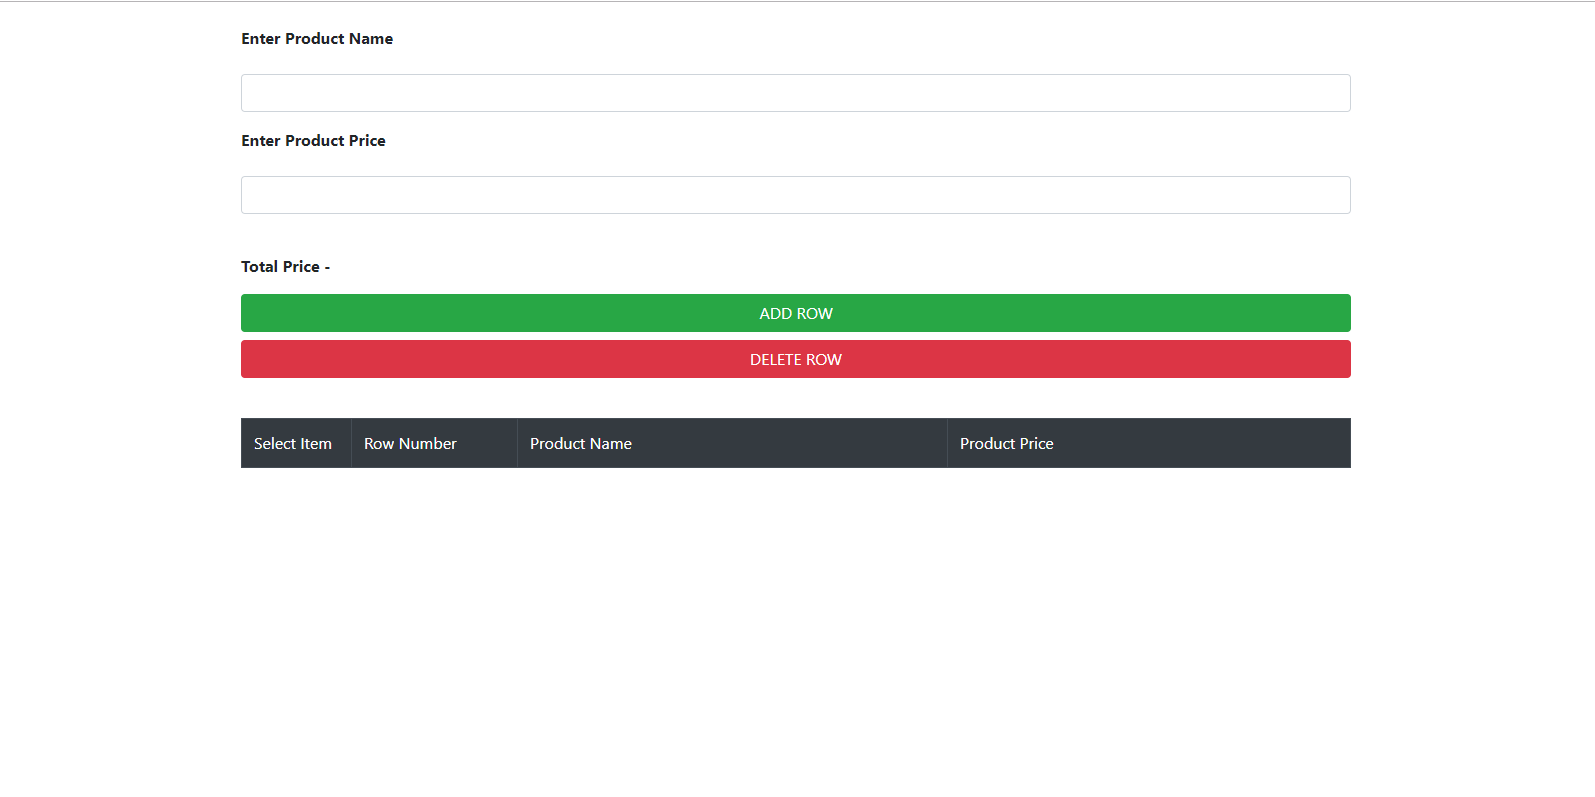 Enter Product Name
Enter Product Price
Total Price -
ADD ROW
DELETE ROW
Select Item Row Number Product Name Product Price